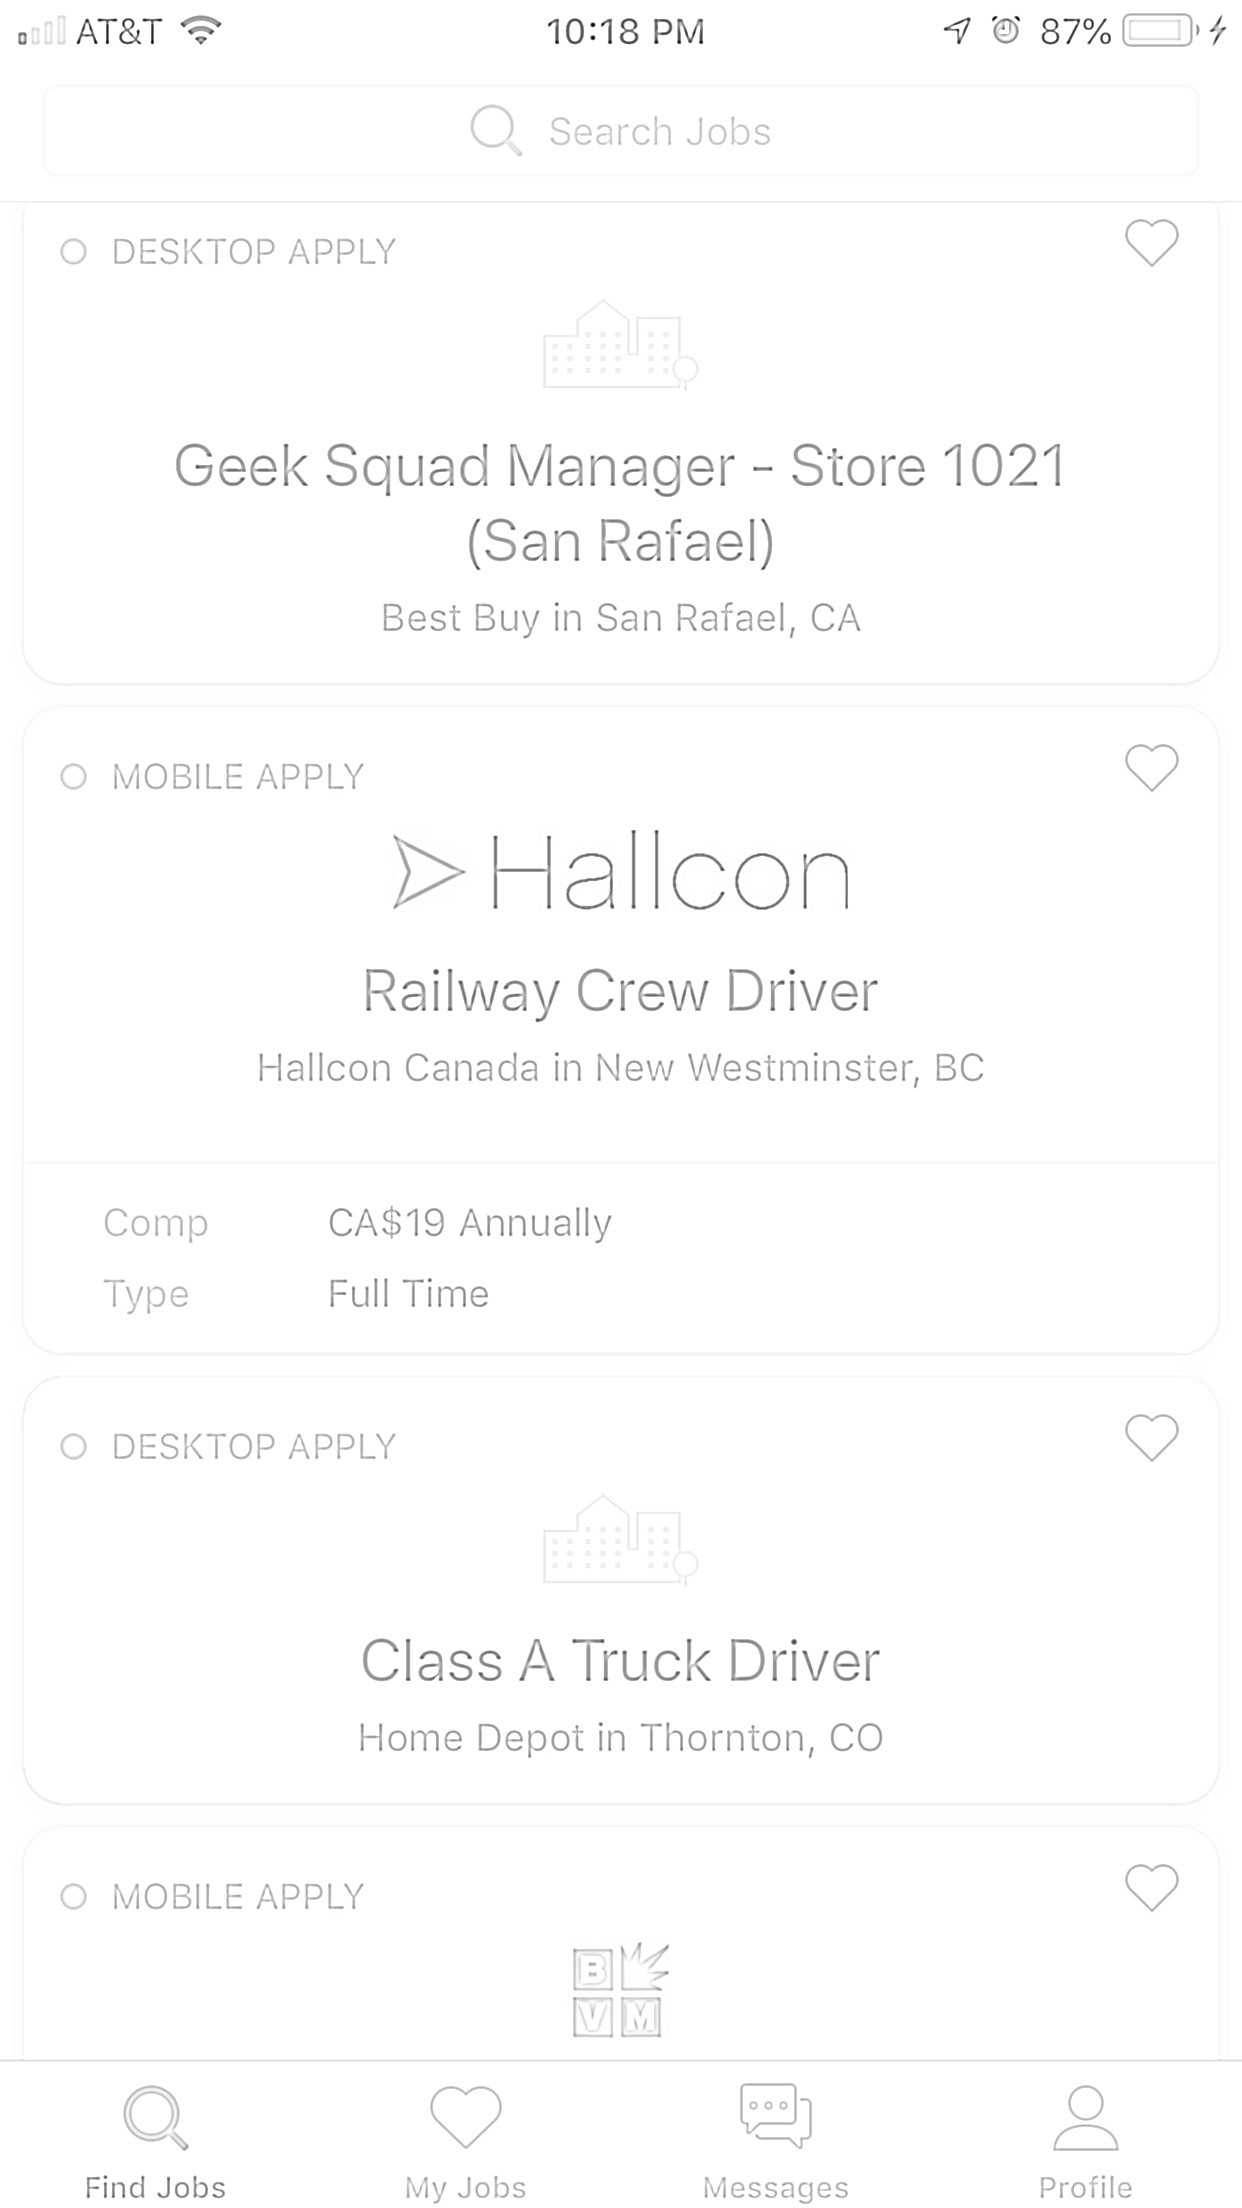 AT&T 10:18 PM 87%
Search Jobs
DESKTOP APPLY
Geek Squad Manager - Store 1021
(San Rafael)
Best Buy in San Rafael, CA
MOBILE APPLY
Hallcon
Railway Crew Driver
Hallcon Canada in New Westminster, BC
Comp CA$19 Annually
Type Full Time
DESKTOP APPLY
Class A Truck Driver
Home Depot in Thornton, CO
MOBILE APPLY
B
VM
Find Jobs My Jobs Messages Profile